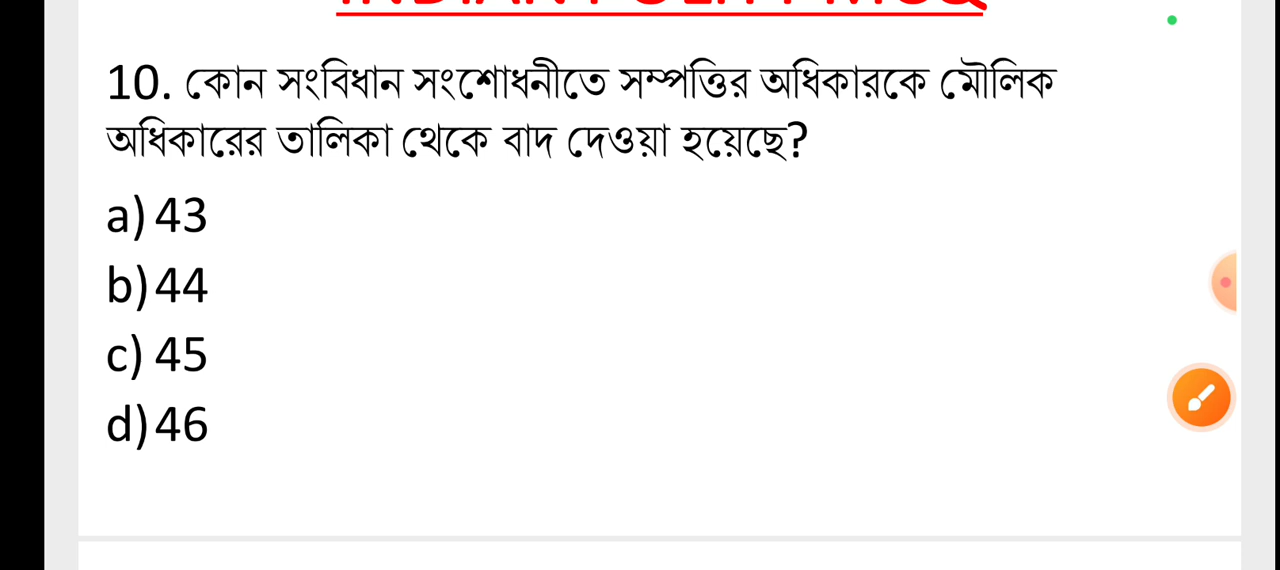 10. কোন সংবিধান সংশোধনীতে সম্পত্তির অধিকারকে মৌলিক
অধিকারের তালিকা থেকে বাদ দেওয়া হয়েছে?
a) 43
b) 44
c) 45
d) 46